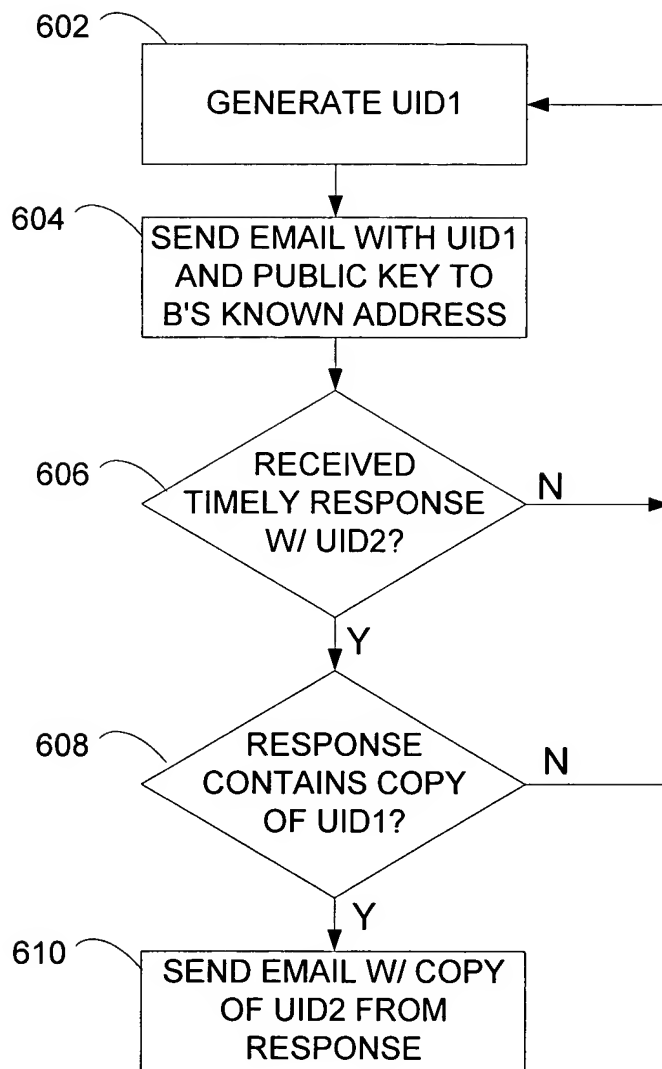 602
GENERATE UID1
604
SEND EMAIL WITH UID1
AND PUBLIC KEY TO
B'S KNOWN ADDRESS
606
RECEIVED
TIMELY RESPONSE
W/ UID2?
N
Y
608
RESPONSE
CONTAINS COPY
OF UID1?
N
Y
610
SEND EMAIL W/ COPY
OF UID2 FROM
RESPONSE